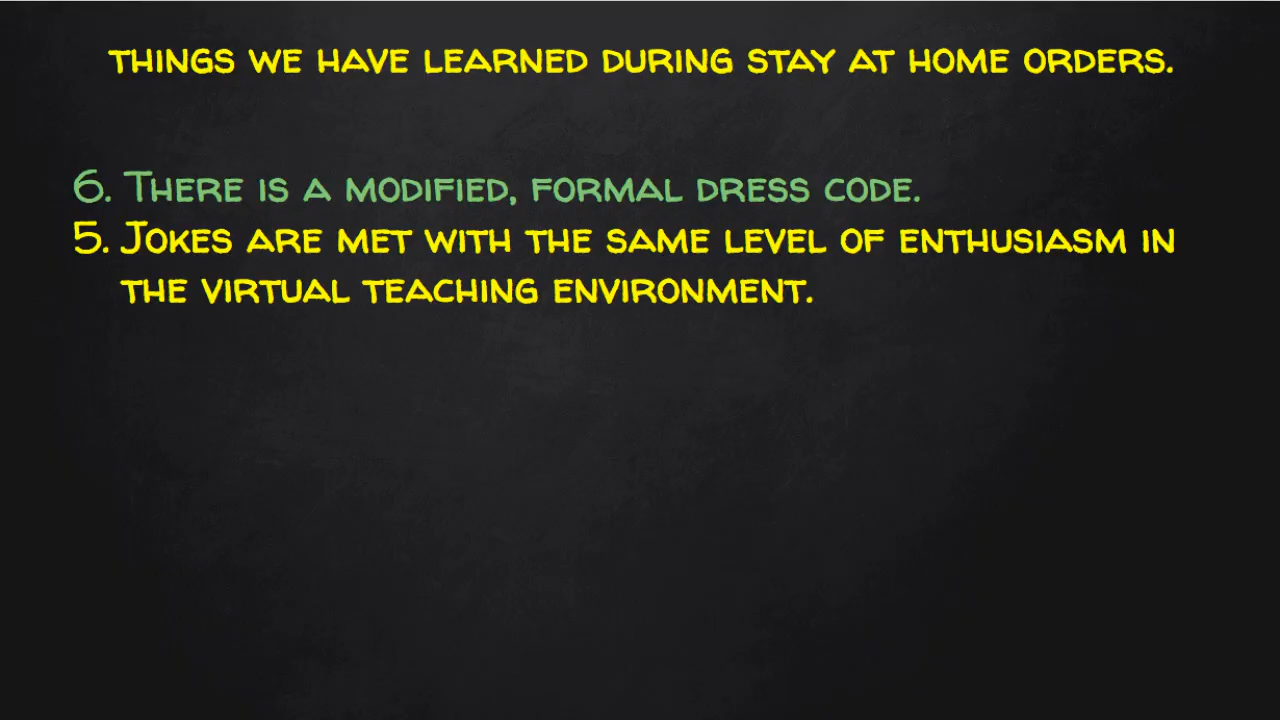 THINGS WE HAVE LEARNED DURING STAY AT HOME ORDERS.
6. THERE IS A MODIFIED, FORMAL DRESS CODE.
5. JOKES ARE MET WITH THE SAME LEVEL OF ENTHUSIASM IN
THE VIRTUAL TEACHING ENVIRONMENT.